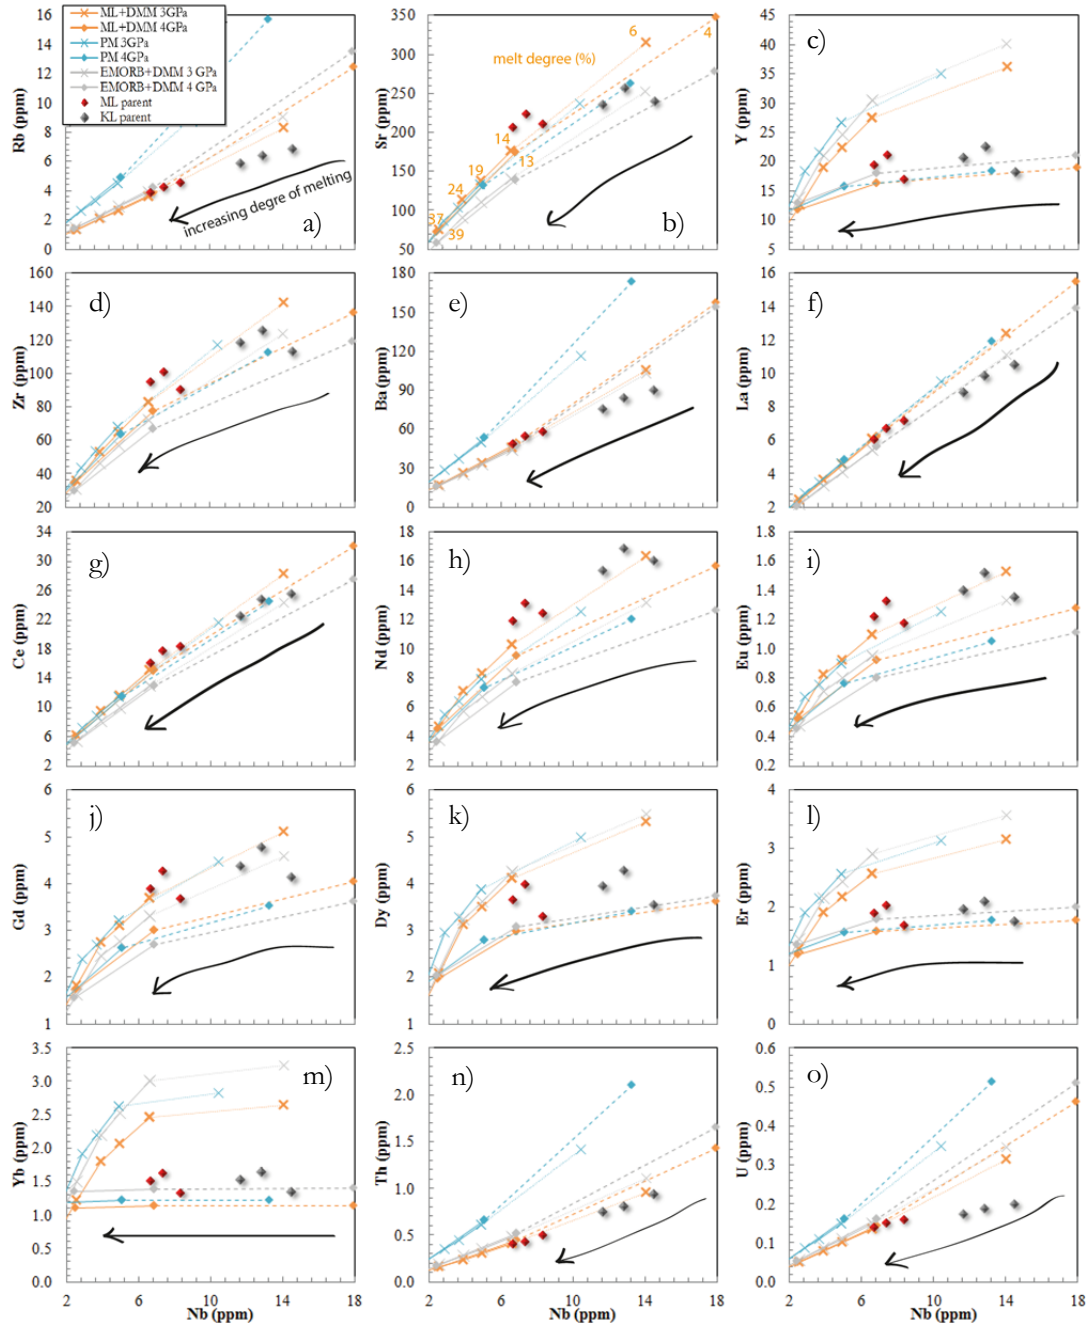 ML+DMM 3GPa
ML+DMM 4GPa
PM 3GPa
PM 4GPa
EMORB+DMM 3 GPa
EMORB+DMM 4 GPa
ML parent
KL parent
Rb (ppm)
16
14
12
10
8
6
4
2
0
increasing degre of melting
a)
Sr (ppm)
350
300
250
200
150
100
50
melt degree (%)
6
4
14
13
19
24
37
39
b)
Y (ppm)
45
40
35
30
25
20
15
10
5
c)
Zr (ppm)
160
140
120
100
80
60
40
20
d)
Ba (ppm)
180
150
120
90
60
30
0
e)
La (ppm)
16
14
12
10
8
6
4
2
f)
Ce (ppm)
34
30
26
22
18
14
10
6
2
g)
Nd (ppm)
18
16
14
12
10
8
6
4
2
h)
Eu (ppm)
1.8
1.6
1.4
1.2
1.0
0.8
0.6
0.4
0.2
i)
Gd (ppm)
6
5
4
3
2
1
j)
Dy (ppm)
6
5
4
3
2
1
k)
Er (ppm)
4
3
2
1
0
l)
Yb (ppm)
3.5
3.0
2.5
2.0
1.5
1.0
0.5
0.0
m)
2 6 10 14 18
Nb (ppm)
Th (ppm)
2.5
2.0
1.5
1.0
0.5
0.0
n)
2 6 10 14 18
Nb (ppm)
U (ppm)
0.6
0.5
0.4
0.3
0.2
0.1
0.0
o)
2 6 10 14 18
Nb (ppm)